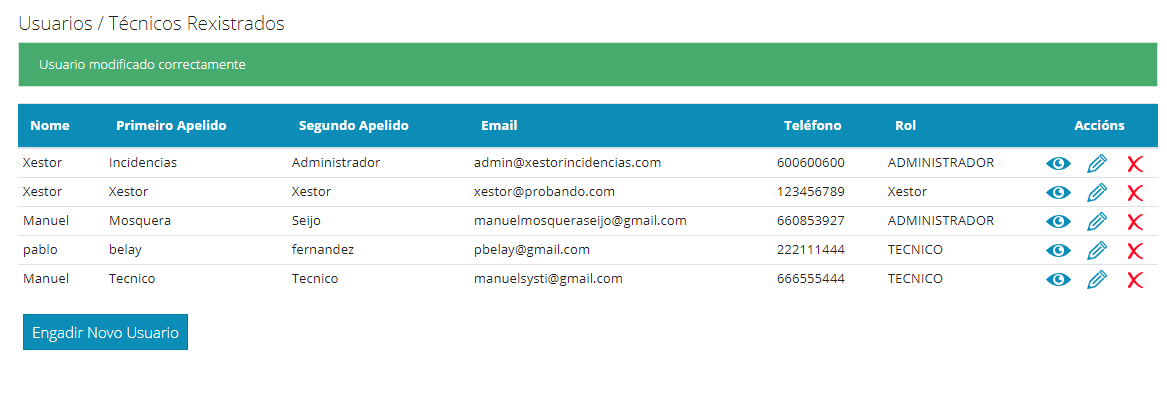 Usuarios / Técnicos Rexistrados
Usuario modificado correctamente
Nome Primeiro Apelido Segundo Apelido Email Teléfono Rol Accións
Xestor Incidencias Administrador admin@xestorincidencias.com 600600600 ADMINISTRADOR
Xestor Xestor Xestor xestor@probando.com 123456789 Xestor
Manuel Mosquera Seijo manuelmosqueraseijo@gmail.com 660853927 ADMINISTRADOR
pablo belay fernandez pbelay@gmail.com 222111444 TECNICO
Manuel Tecnico Tecnico manuelsysti@gmail.com 666555444 TECNICO
Engadir Novo Usuario